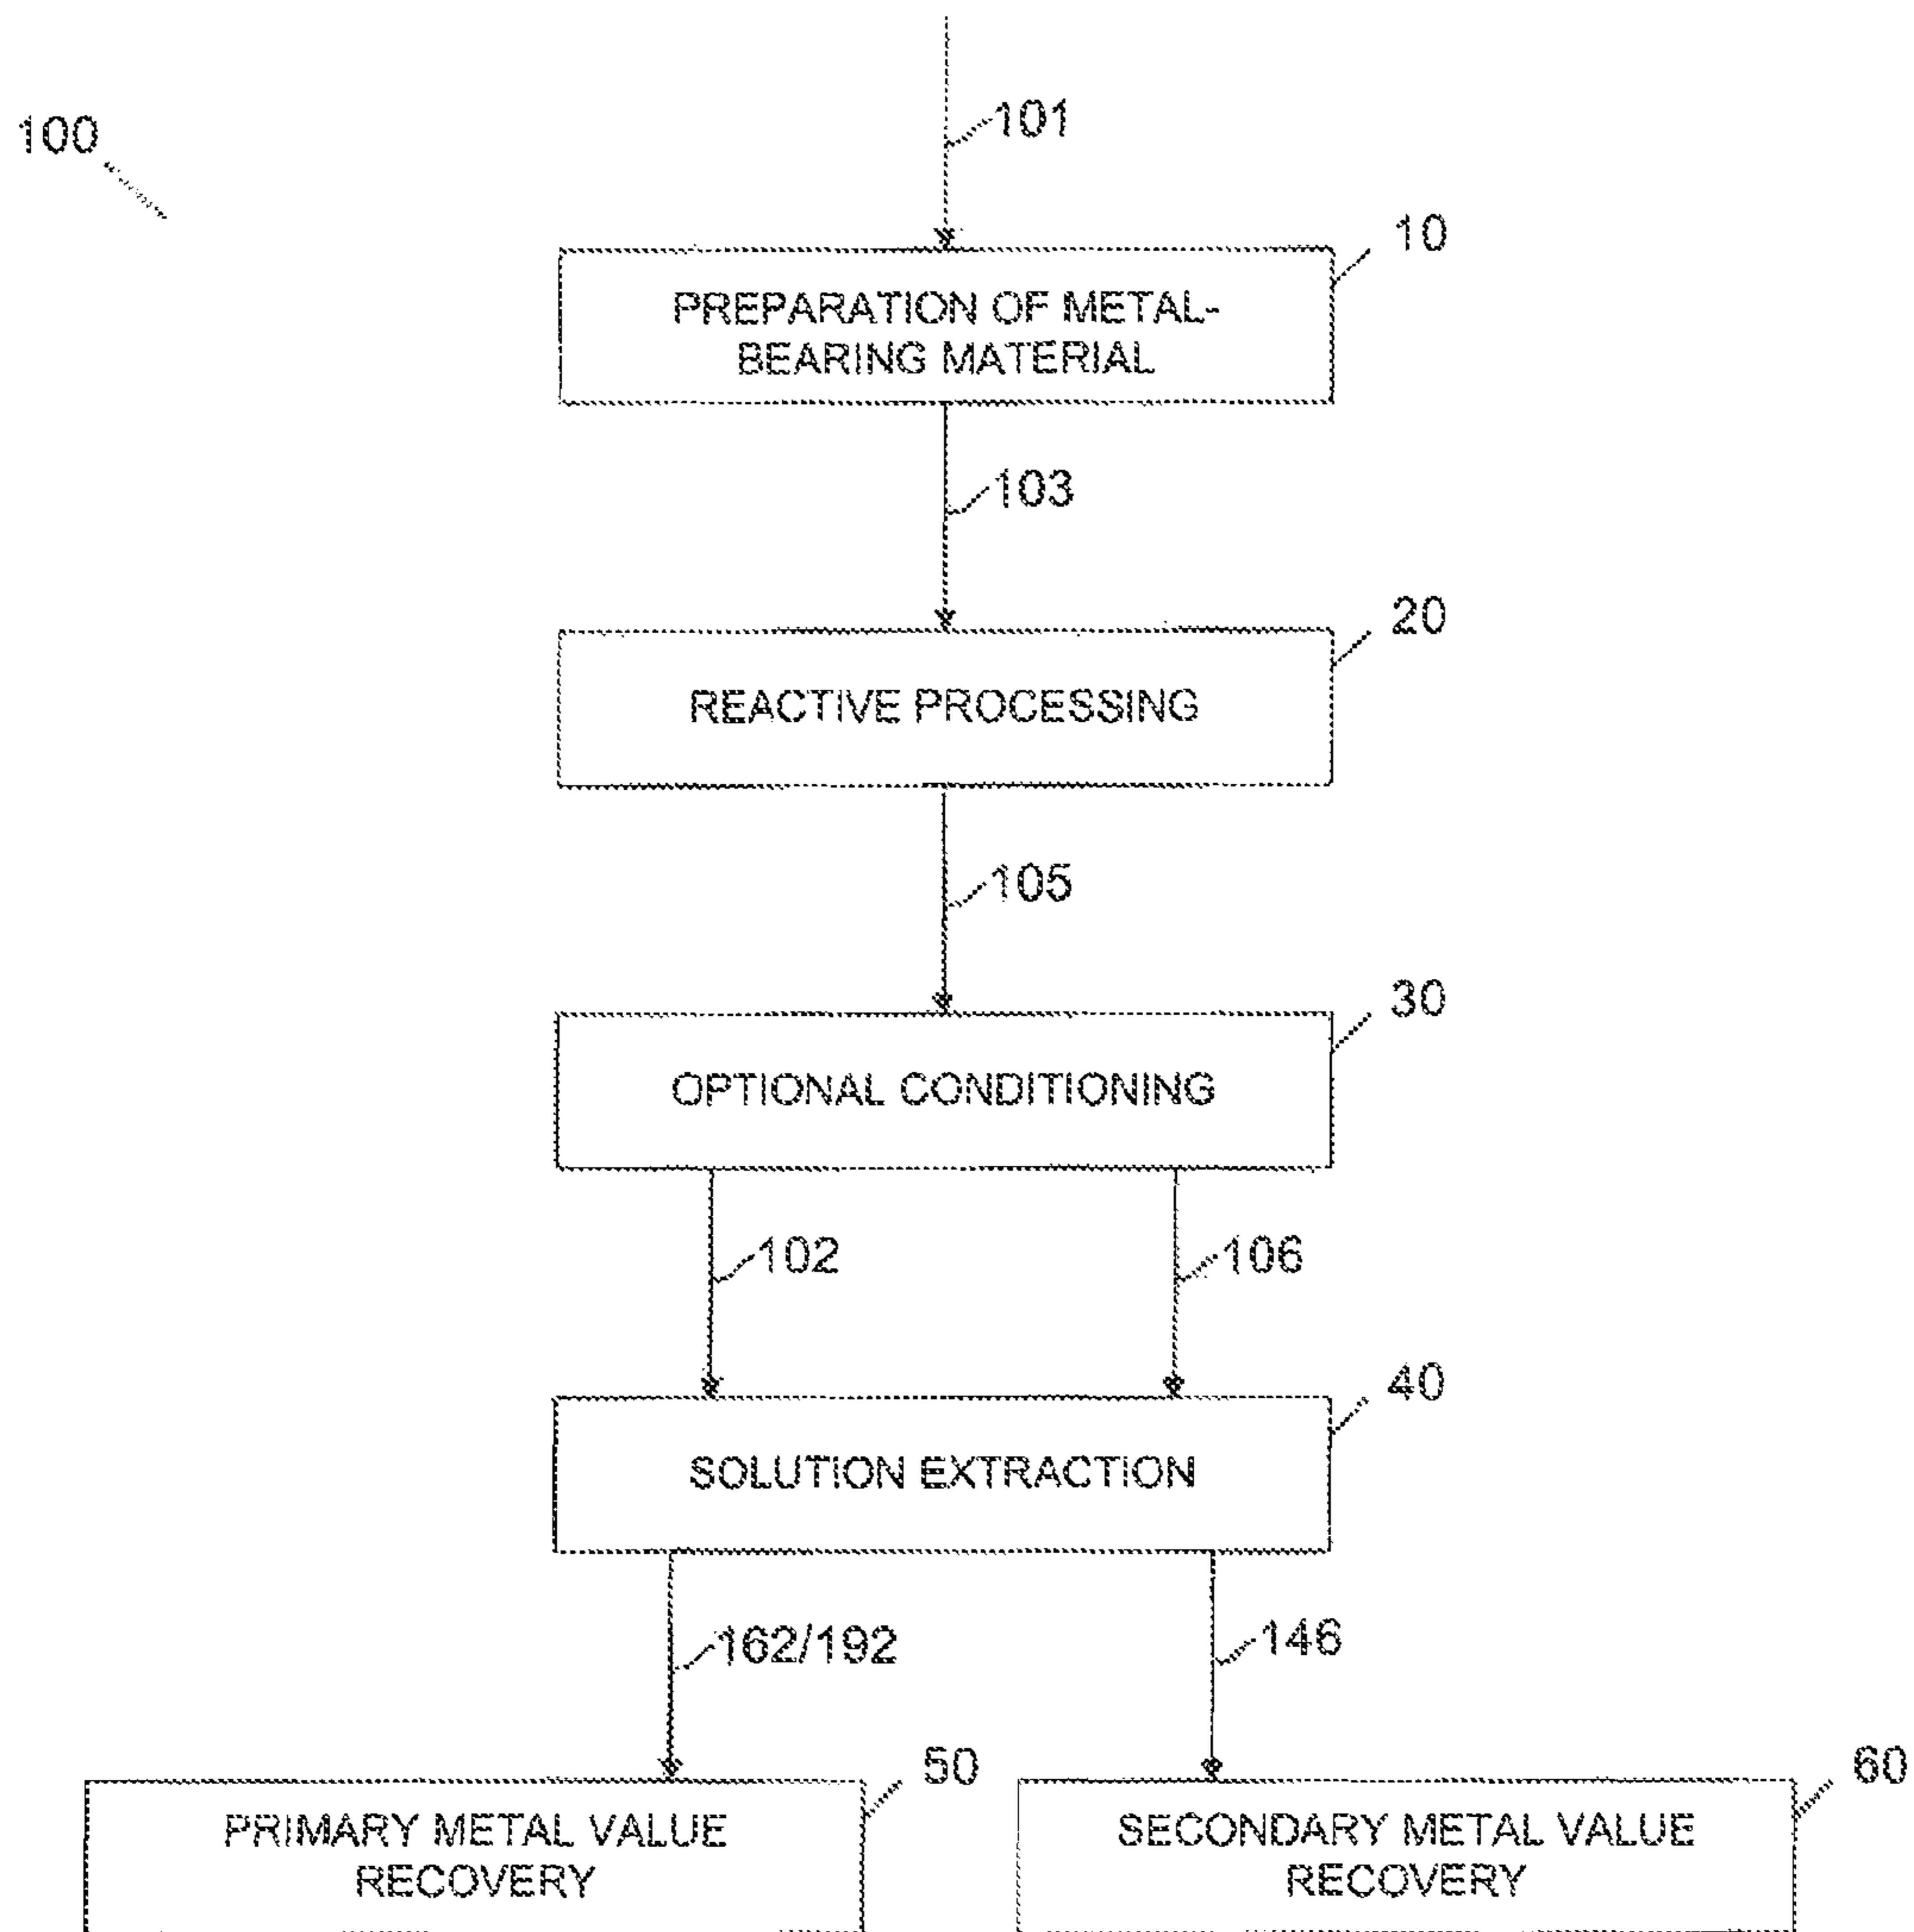 101
100
10
PREPARATION OF METAL-
BEARING MATERIAL
103
20
REACTIVE PROCESSING
105
30
OPTIONAL CONDITIONING
102
106
40
SOLUTION EXTRACTION
162/192
146
50
60
PRIMARY METAL VALUE
RECOVERY
SECONDARY METAL VALUE
RECOVERY